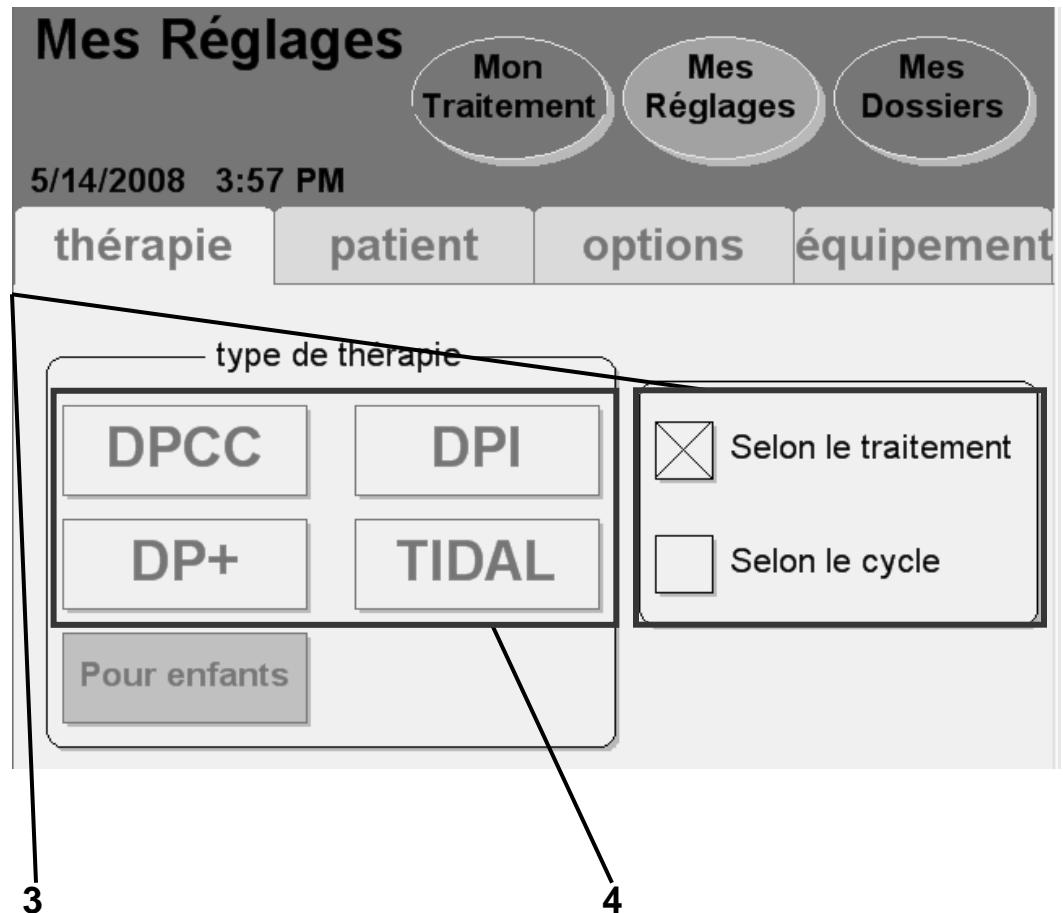 Mes Réglages
Mon
Traitement
Mes
Réglages
Mes
Dossiers
5/14/2008 3:57 PM
thérapie
patient
options
équipement
type de thérapie
DPCC
DPI
DP+
TIDAL
Pour enfants
Selon le traitement
Selon le cycle
3
4